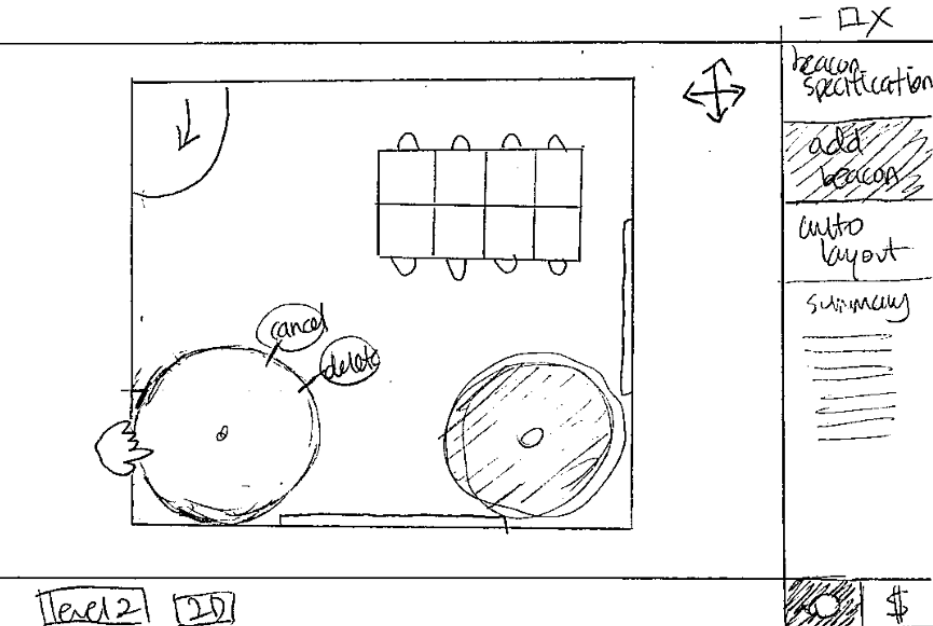 beacon
specification
add
beacon
auto
layout
summary
cancel
delete
level 2
2D
$